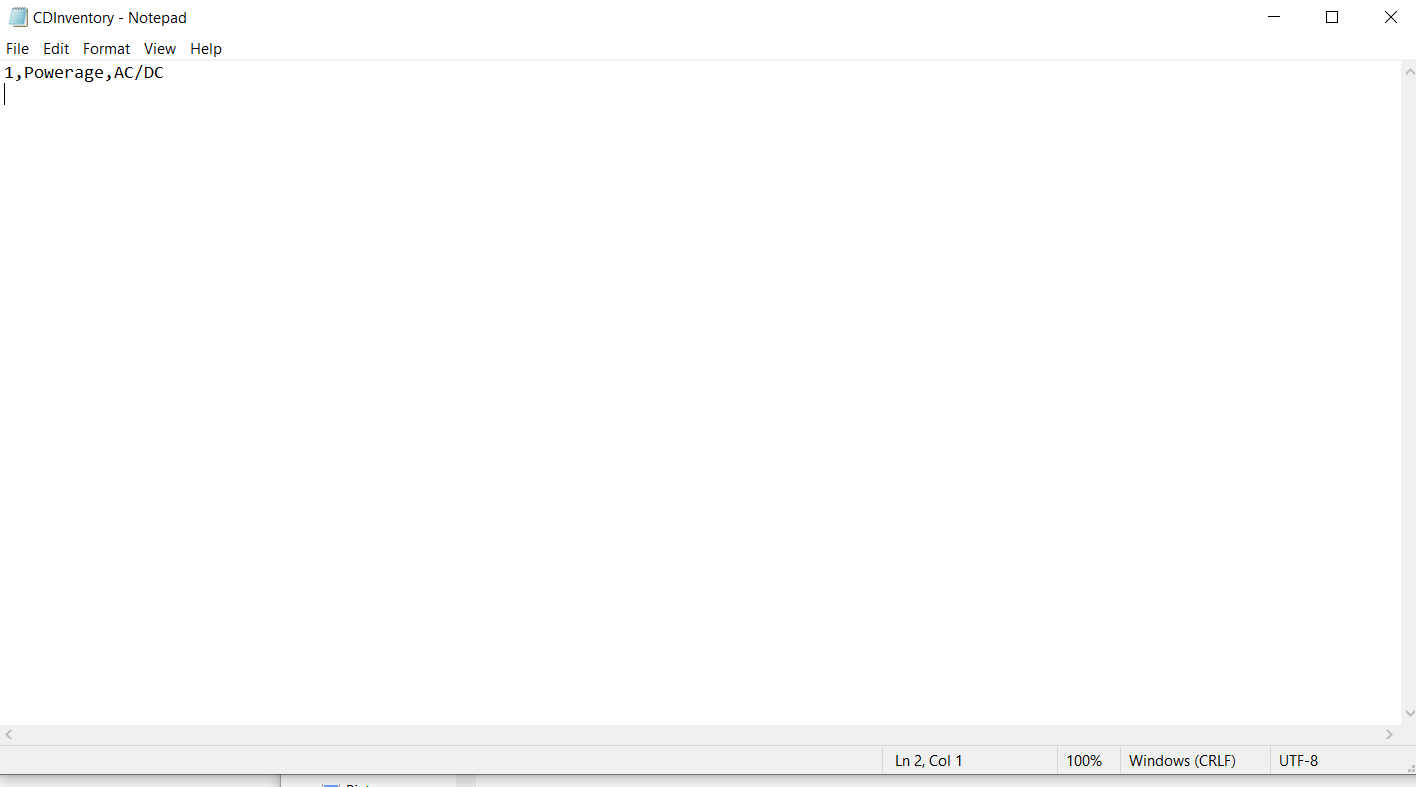 CDInventory - Notepad
File Edit Format View Help
1,Powerage,AC/DC
Ln 2, Col 1 100% Windows (CRLF) UTF-8